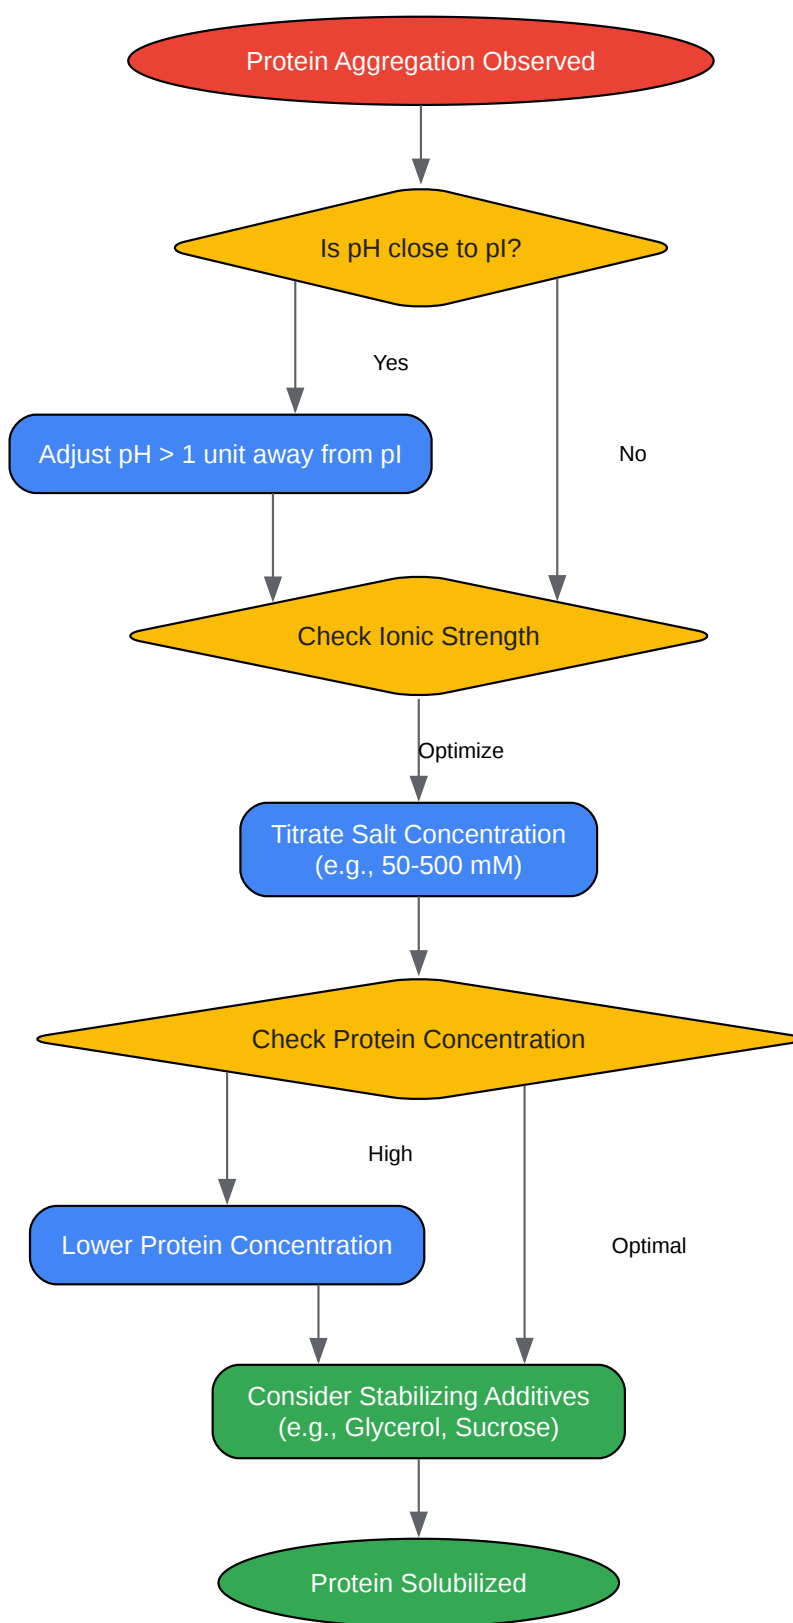 Protein Aggregation Observed
Is pH close to pI?
Yes
Adjust pH > 1 unit away from pI
No
Check Ionic Strength
Optimize
Titrate Salt Concentration
(e.g., 50-500 mM)
Check Protein Concentration
High
Lower Protein Concentration
Optimal
Consider Stabilizing Additives
(e.g., Glycerol, Sucrose)
Protein Solubilized